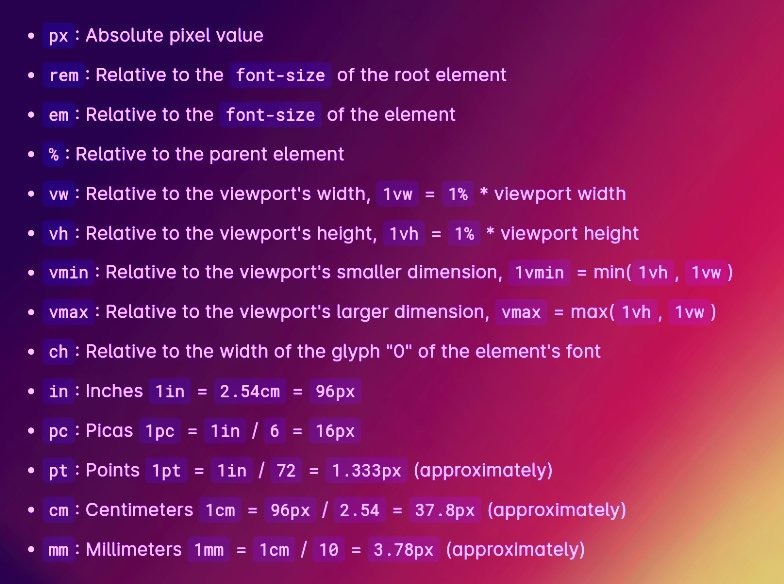 • px : Absolute pixel value
• rem : Relative to the font-size of the root element
• em : Relative to the font-size of the element
• % : Relative to the parent element
• vw : Relative to the viewport's width, 1vw = 1% * viewport width
• vh : Relative to the viewport's height, 1vh = 1% * viewport height
• vmin : Relative to the viewport's smaller dimension, 1vmin = min( 1vh , 1vw )
• vmax : Relative to the viewport's larger dimension, vmax = max( 1vh , 1vw )
• ch : Relative to the width of the glyph "0" of the element's font
• in : Inches 1in = 2.54cm = 96px
• pc : Picas 1pc = 1in / 6 = 16px
• pt : Points 1pt = 1in / 72 = 1.333px (approximately)
• cm : Centimeters 1cm = 96px / 2.54 = 37.8px (approximately)
• mm : Millimeters 1mm = 1cm / 10 = 3.78px (approximately)